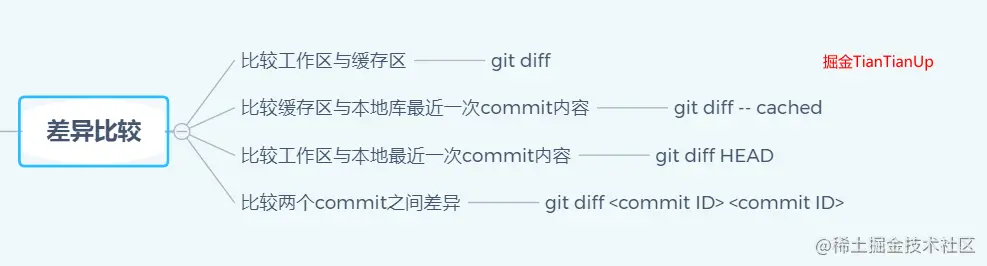 比较工作区与缓存区 git diff
掘金TianTianUp
比较缓存区与本地库最近一次commit内容 git diff -- cached
差异比较
比较工作区与本地最近一次commit内容 git diff HEAD
比较两个commit之间差异 git diff <commit ID> <commit ID>
@稀土掘金技术社区